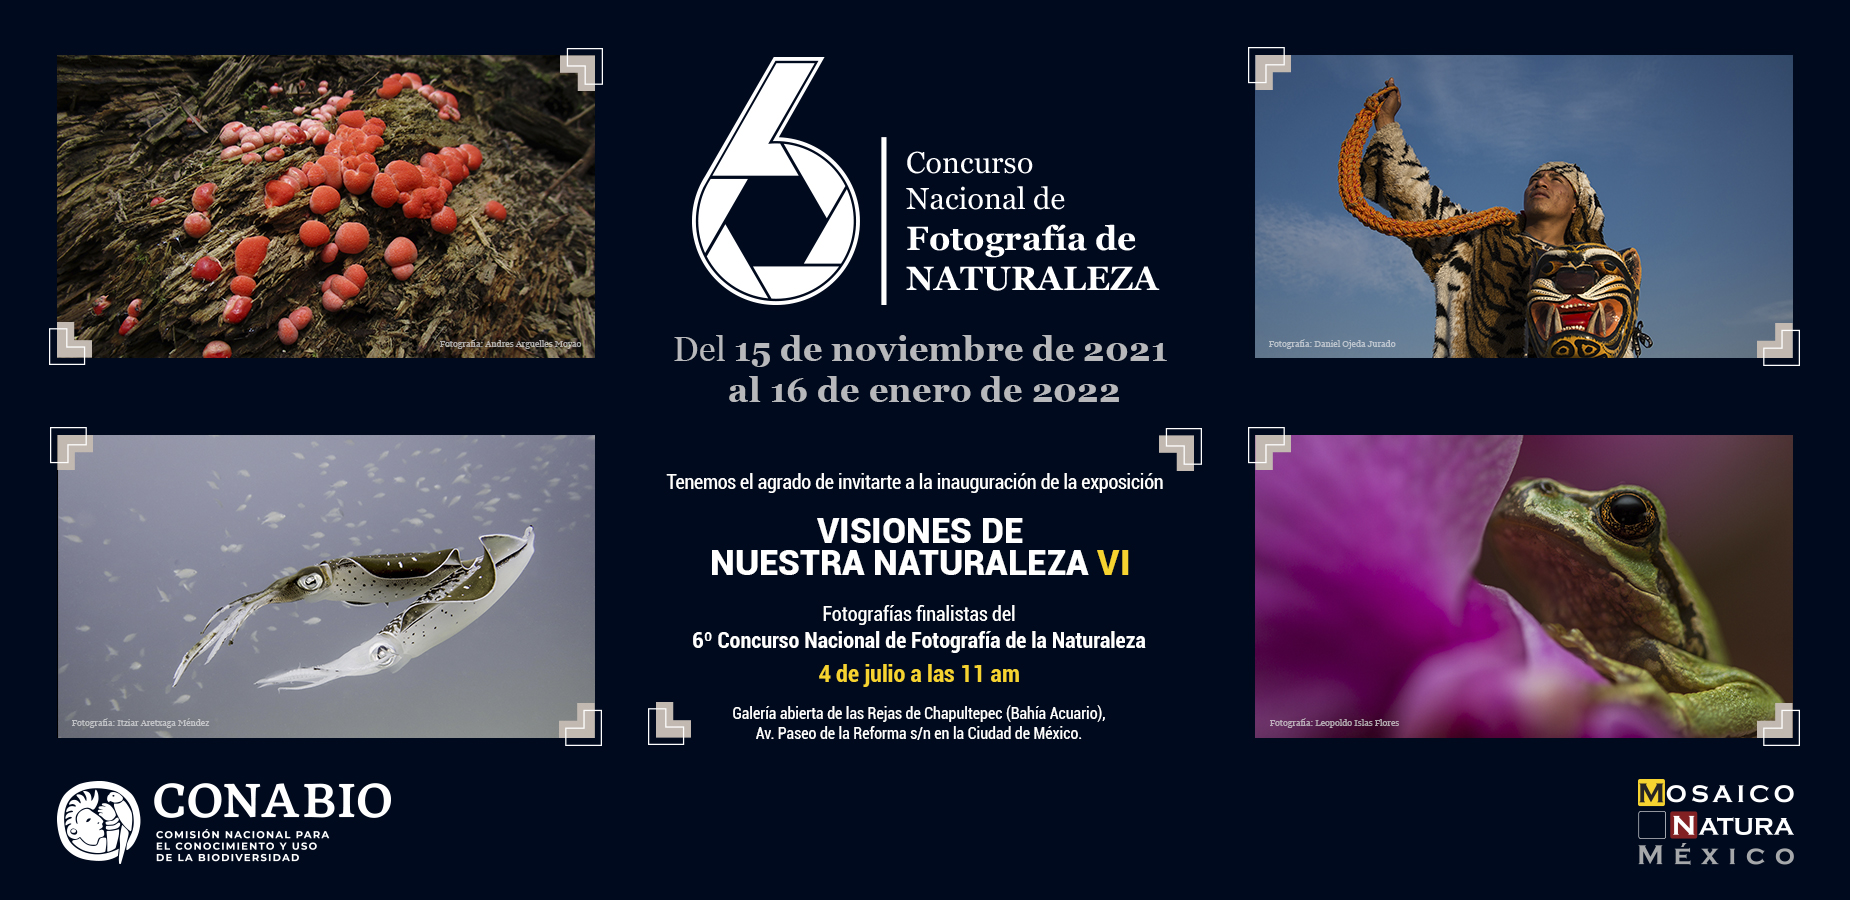 6
Concurso
Nacional de
Fotografía de
NATURALEZA
Del 15 de noviembre de 2021
al 16 de enero de 2022
Fotografía: Andres Arguelles Moyao
Fotografía: Daniel Ojeda Jurado
Tenemos el agrado de invitarte a la inauguración de la exposición
VISIONES DE
NUESTRA NATURALEZA VI
Fotografías finalistas del
6º Concurso Nacional de Fotografía de la Naturaleza
4 de julio a las 11 am
Galería abierta de las Rejas de Chapultepec (Bahía Acuario),
Av. Paseo de la Reforma s/n en la Ciudad de México.
Fotografía: Itziar Aretxaga Méndez
Fotografía: Leopoldo Islas Flores
CONABIO
COMISIÓN NACIONAL PARA
EL CONOCIMIENTO Y USO
DE LA BIODIVERSIDAD
MOSAICO
NATURA
MÉXICO